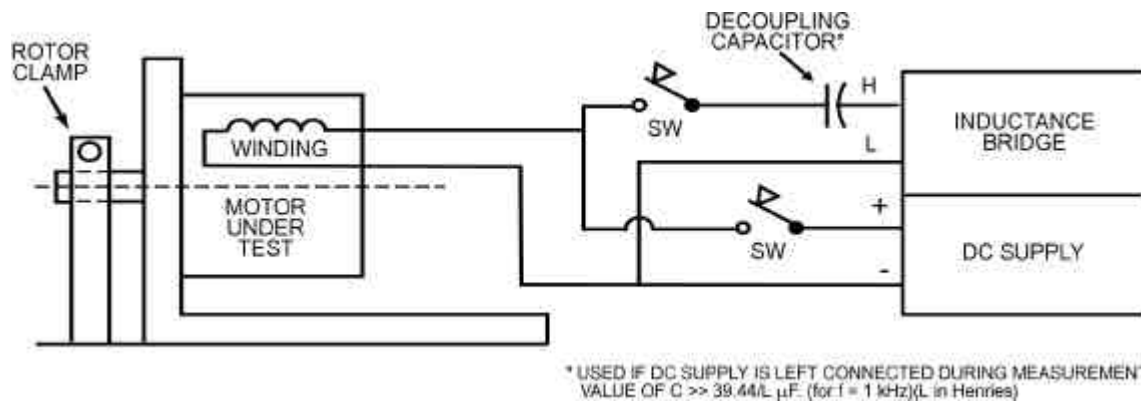 ROTOR
CLAMP
DECOUPLING
CAPACITOR*
H
SW
L
INDUCTANCE
BRIDGE
WINDING
MOTOR
UNDER
TEST
+
SW
DC SUPPLY
-
* USED IF DC SUPPLY IS LEFT CONNECTED DURING MEASUREMENT
VALUE OF C >> 39.44/L µF. (for f = 1 kHz)(L in Henries)